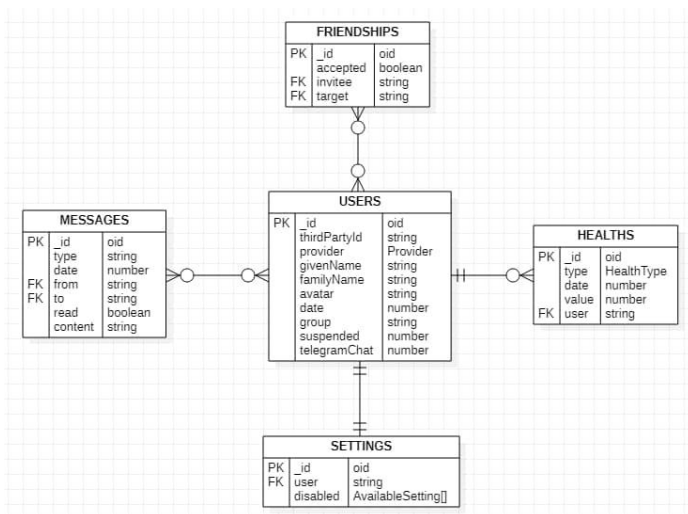 FRIENDSHIPS
PK _id oid
accepted boolean
FK invitee string
FK target string
USERS
PK _id oid
thirdPartyId string
provider Provider
givenName string
familyName string
avatar string
date number
group string
suspended number
telegramChat number
MESSAGES
PK _id oid
type string
date number
FK from string
FK to string
read boolean
content string
HEALTHS
PK _id oid
type HealthType
date number
value number
FK user string
SETTINGS
PK _id oid
FK user string
disabled AvailableSetting[]